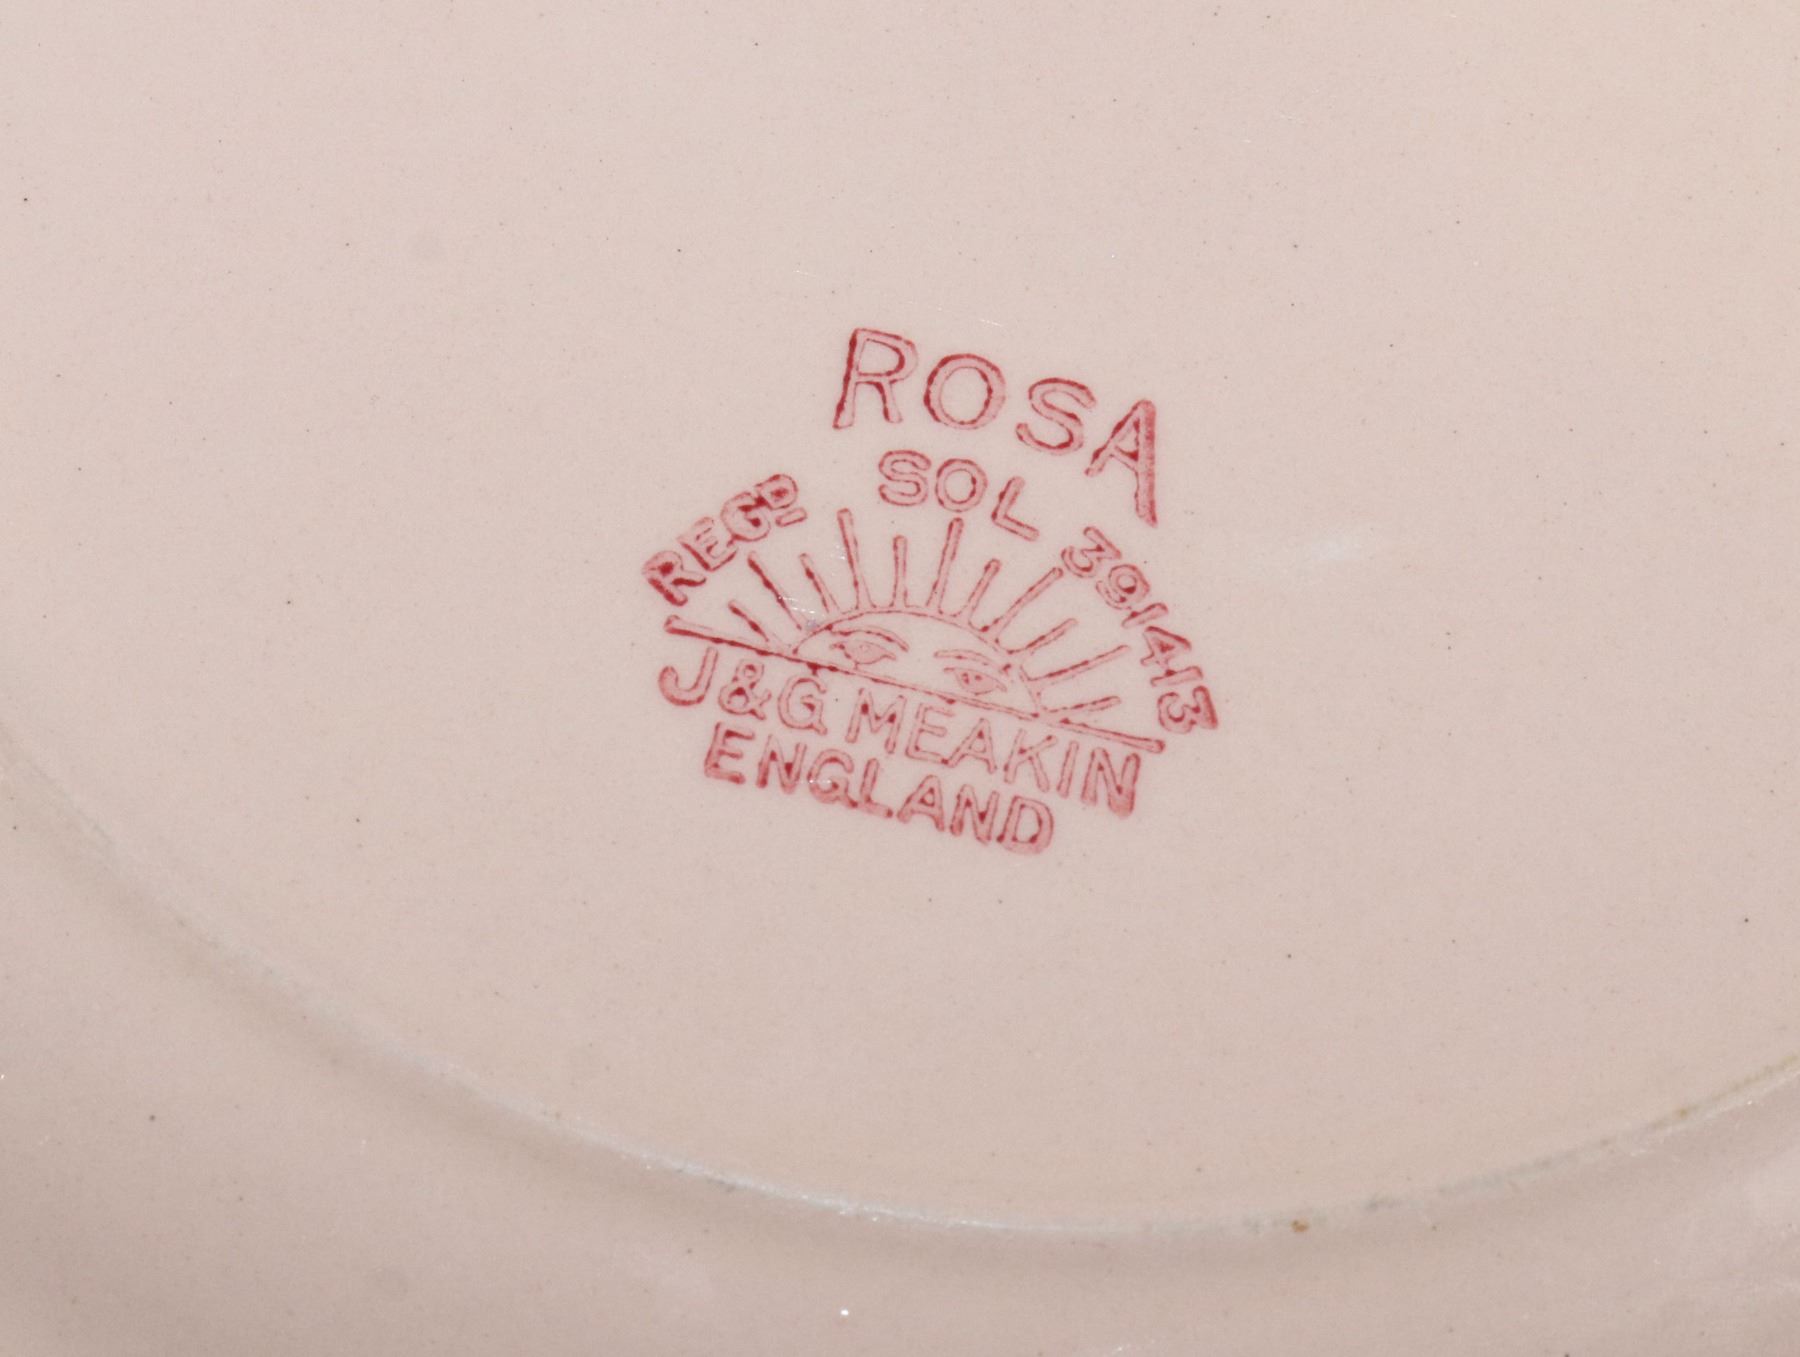 ROSA
SOL
REGD. 391413
J&G MEAKIN
ENGLAND